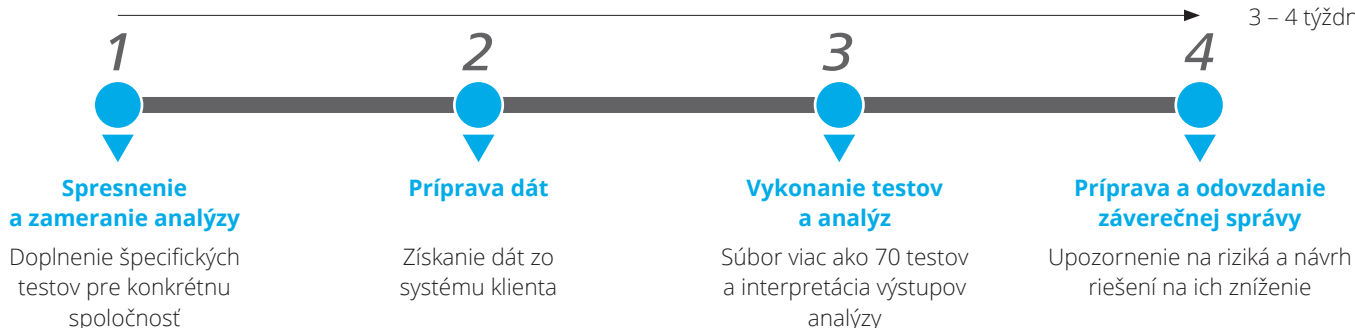 3 – 4 týždn
1
2
3
4
Spresnenie
a zameranie analýzy
Doplnenie špecifických
testov pre konkrétnu
spoločnosť
Príprava dát
Získanie dát zo
systému klienta
Vykonanie testov
a analýz
Súbor viac ako 70 testov
a interpretácia výstupov
analýzy
Príprava a odovzdanie
záverečnej správy
Upozornenie na riziká a návrh
riešení na ich zníženie